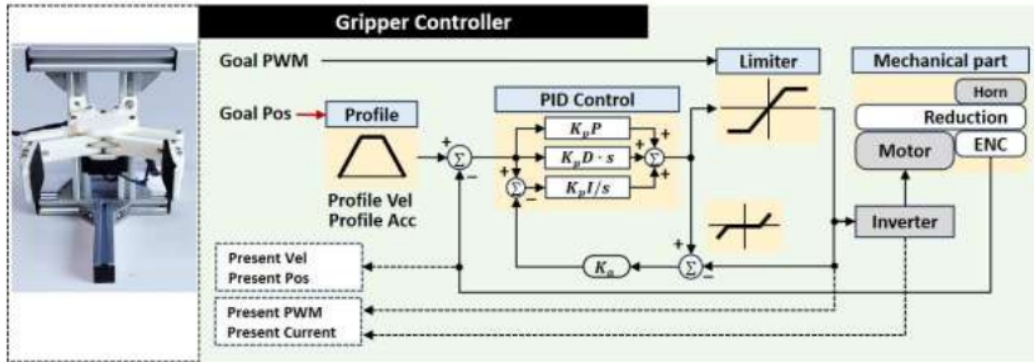 Gripper Controller
Goal PWM
Limiter
Mechanical part
Horn
Reduction
ENC
Motor
Inverter
PID Control
Goal Pos
Profile
Profile Vel
Profile Acc
+
−
Σ
K_pP
K_pD · s
K_pI/s
+
−
Σ
+
+
+
Σ
K_a
+
−
Σ
Present Vel
Present Pos
Present PWM
Present Current